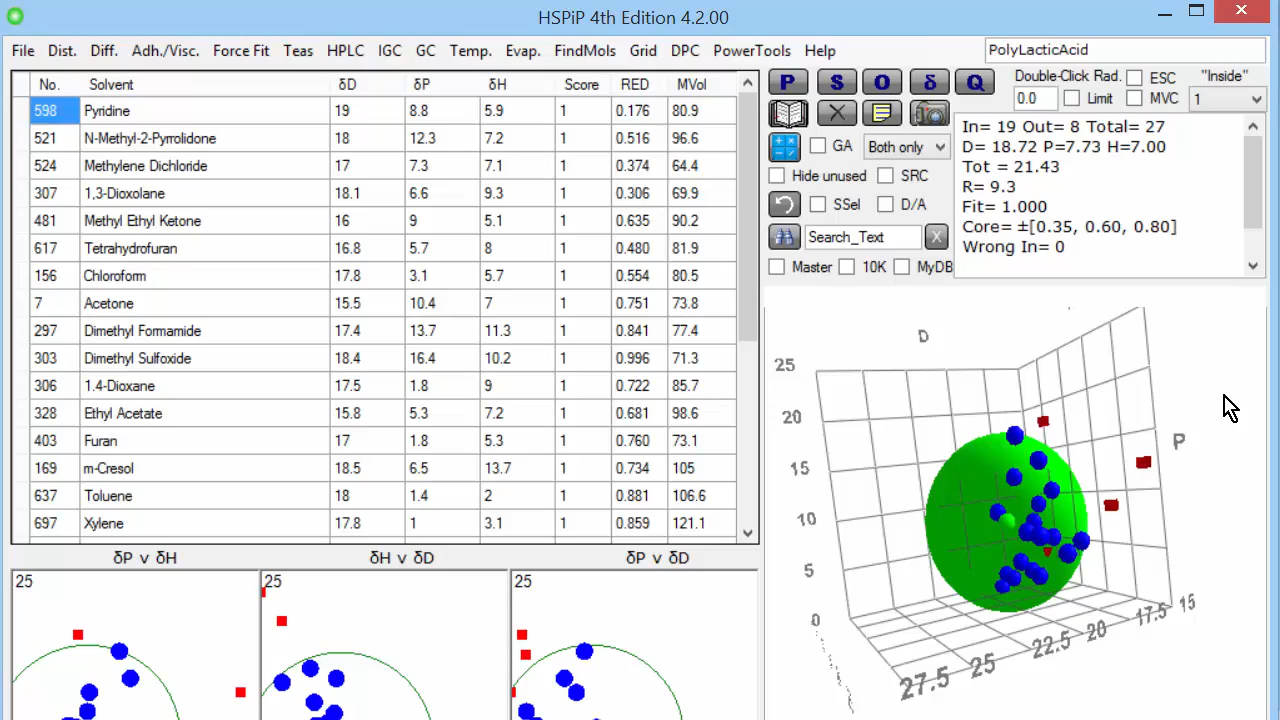 HSPiP 4th Edition 4.2.00
File Dist. Diff. Adh./Visc. Force Fit Teas HPLC IGC GC Temp. Evap. FindMols Grid DPC PowerTools Help
PolyLacticAcid
No. Solvent δD δP δH Score RED MVol
598 Pyridine 19 8.8 5.9 1 0.176 80.9
521 N-Methyl-2-Pyrrolidone 18 12.3 7.2 1 0.516 96.6
524 Methylene Dichloride 17 7.3 7.1 1 0.374 64.4
307 1,3-Dioxolane 18.1 6.6 9.3 1 0.306 69.9
481 Methyl Ethyl Ketone 16 9 5.1 1 0.635 90.2
617 Tetrahydrofuran 16.8 5.7 8 1 0.480 81.9
156 Chloroform 17.8 3.1 5.7 1 0.554 80.5
7 Acetone 15.5 10.4 7 1 0.751 73.8
297 Dimethyl Formamide 17.4 13.7 11.3 1 0.841 77.4
303 Dimethyl Sulfoxide 18.4 16.4 10.2 1 0.996 71.3
306 1.4-Dioxane 17.5 1.8 9 1 0.722 85.7
328 Ethyl Acetate 15.8 5.3 7.2 1 0.681 98.6
403 Furan 17 1.8 5.3 1 0.760 73.1
169 m-Cresol 18.5 6.5 13.7 1 0.734 105
637 Toluene 18 1.4 2 1 0.881 106.6
697 Xylene 17.8 1 3.1 1 0.859 121.1
δP v δH
δH v δD
δP v δD
25
25
25
P S O δ Q
Double-Click Rad. ESC "Inside"
0.0 Limit MVC 1
GA Both only
Hide unused SRC
SSel D/A
Search_Text X
Master 10K MyDB
In= 19 Out= 8 Total= 27
D= 18.72 P=7.73 H=7.00
Tot = 21.43
R= 9.3
Fit= 1.000
Core= ±[0.35, 0.60, 0.80]
Wrong In= 0
D
P
25
20
15
10
5
0
27.5 25 22.5 20 17.5 15